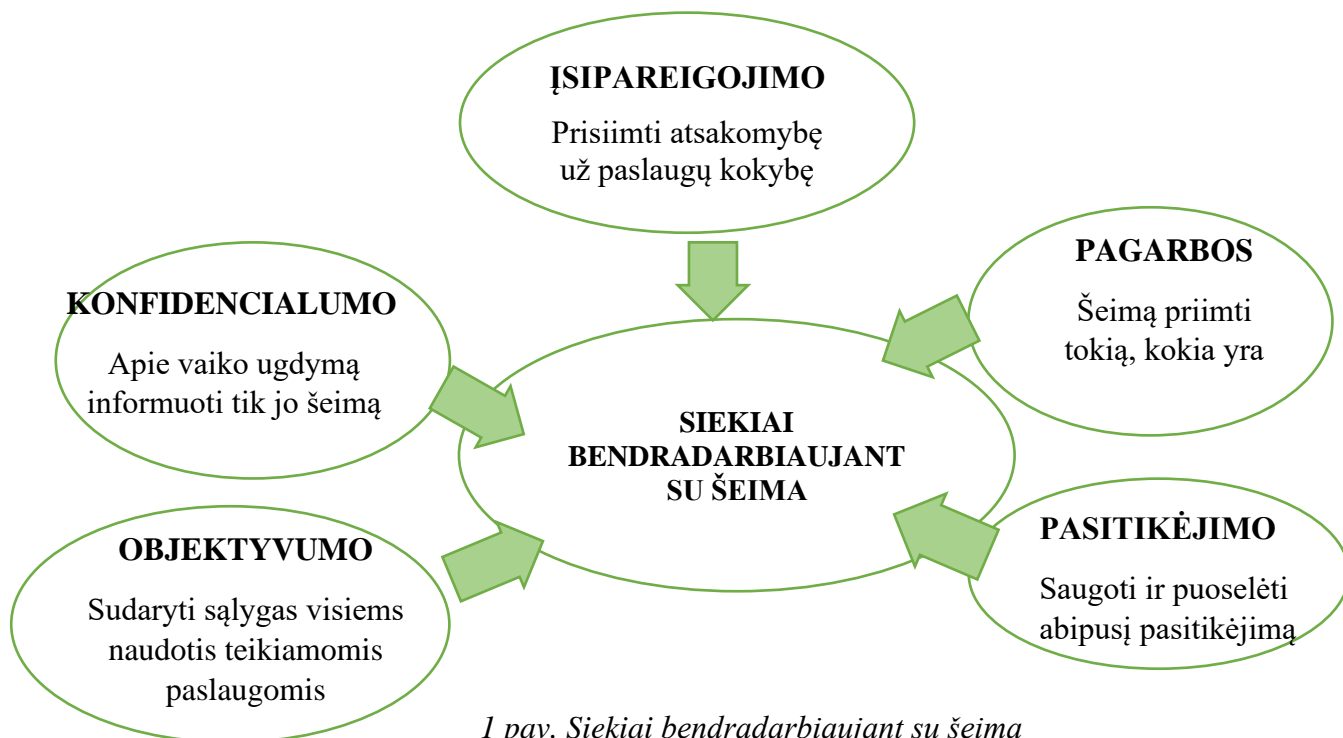 ĮSIPAREIGOJIMO
Prisiimti atsakomybę
už paslaugų kokybę
PAGARBOS
Šeimą priimti
tokią, kokia yra
KONFIDENCIALUMO
Apie vaiko ugdymą
informuoti tik jo šeimą
SIEKIAI
BENDRADARBIAUJANT
SU ŠEIMA
OBJEKTYVUMO
Sudaryti sąlygas visiems
naudotis teikiamomis
paslaugomis
PASITIKĖJIMO
Saugoti ir puoselėti
abipusį pasitikėjimą
1 pav. Siekiai bendradarbiaujant su šeima